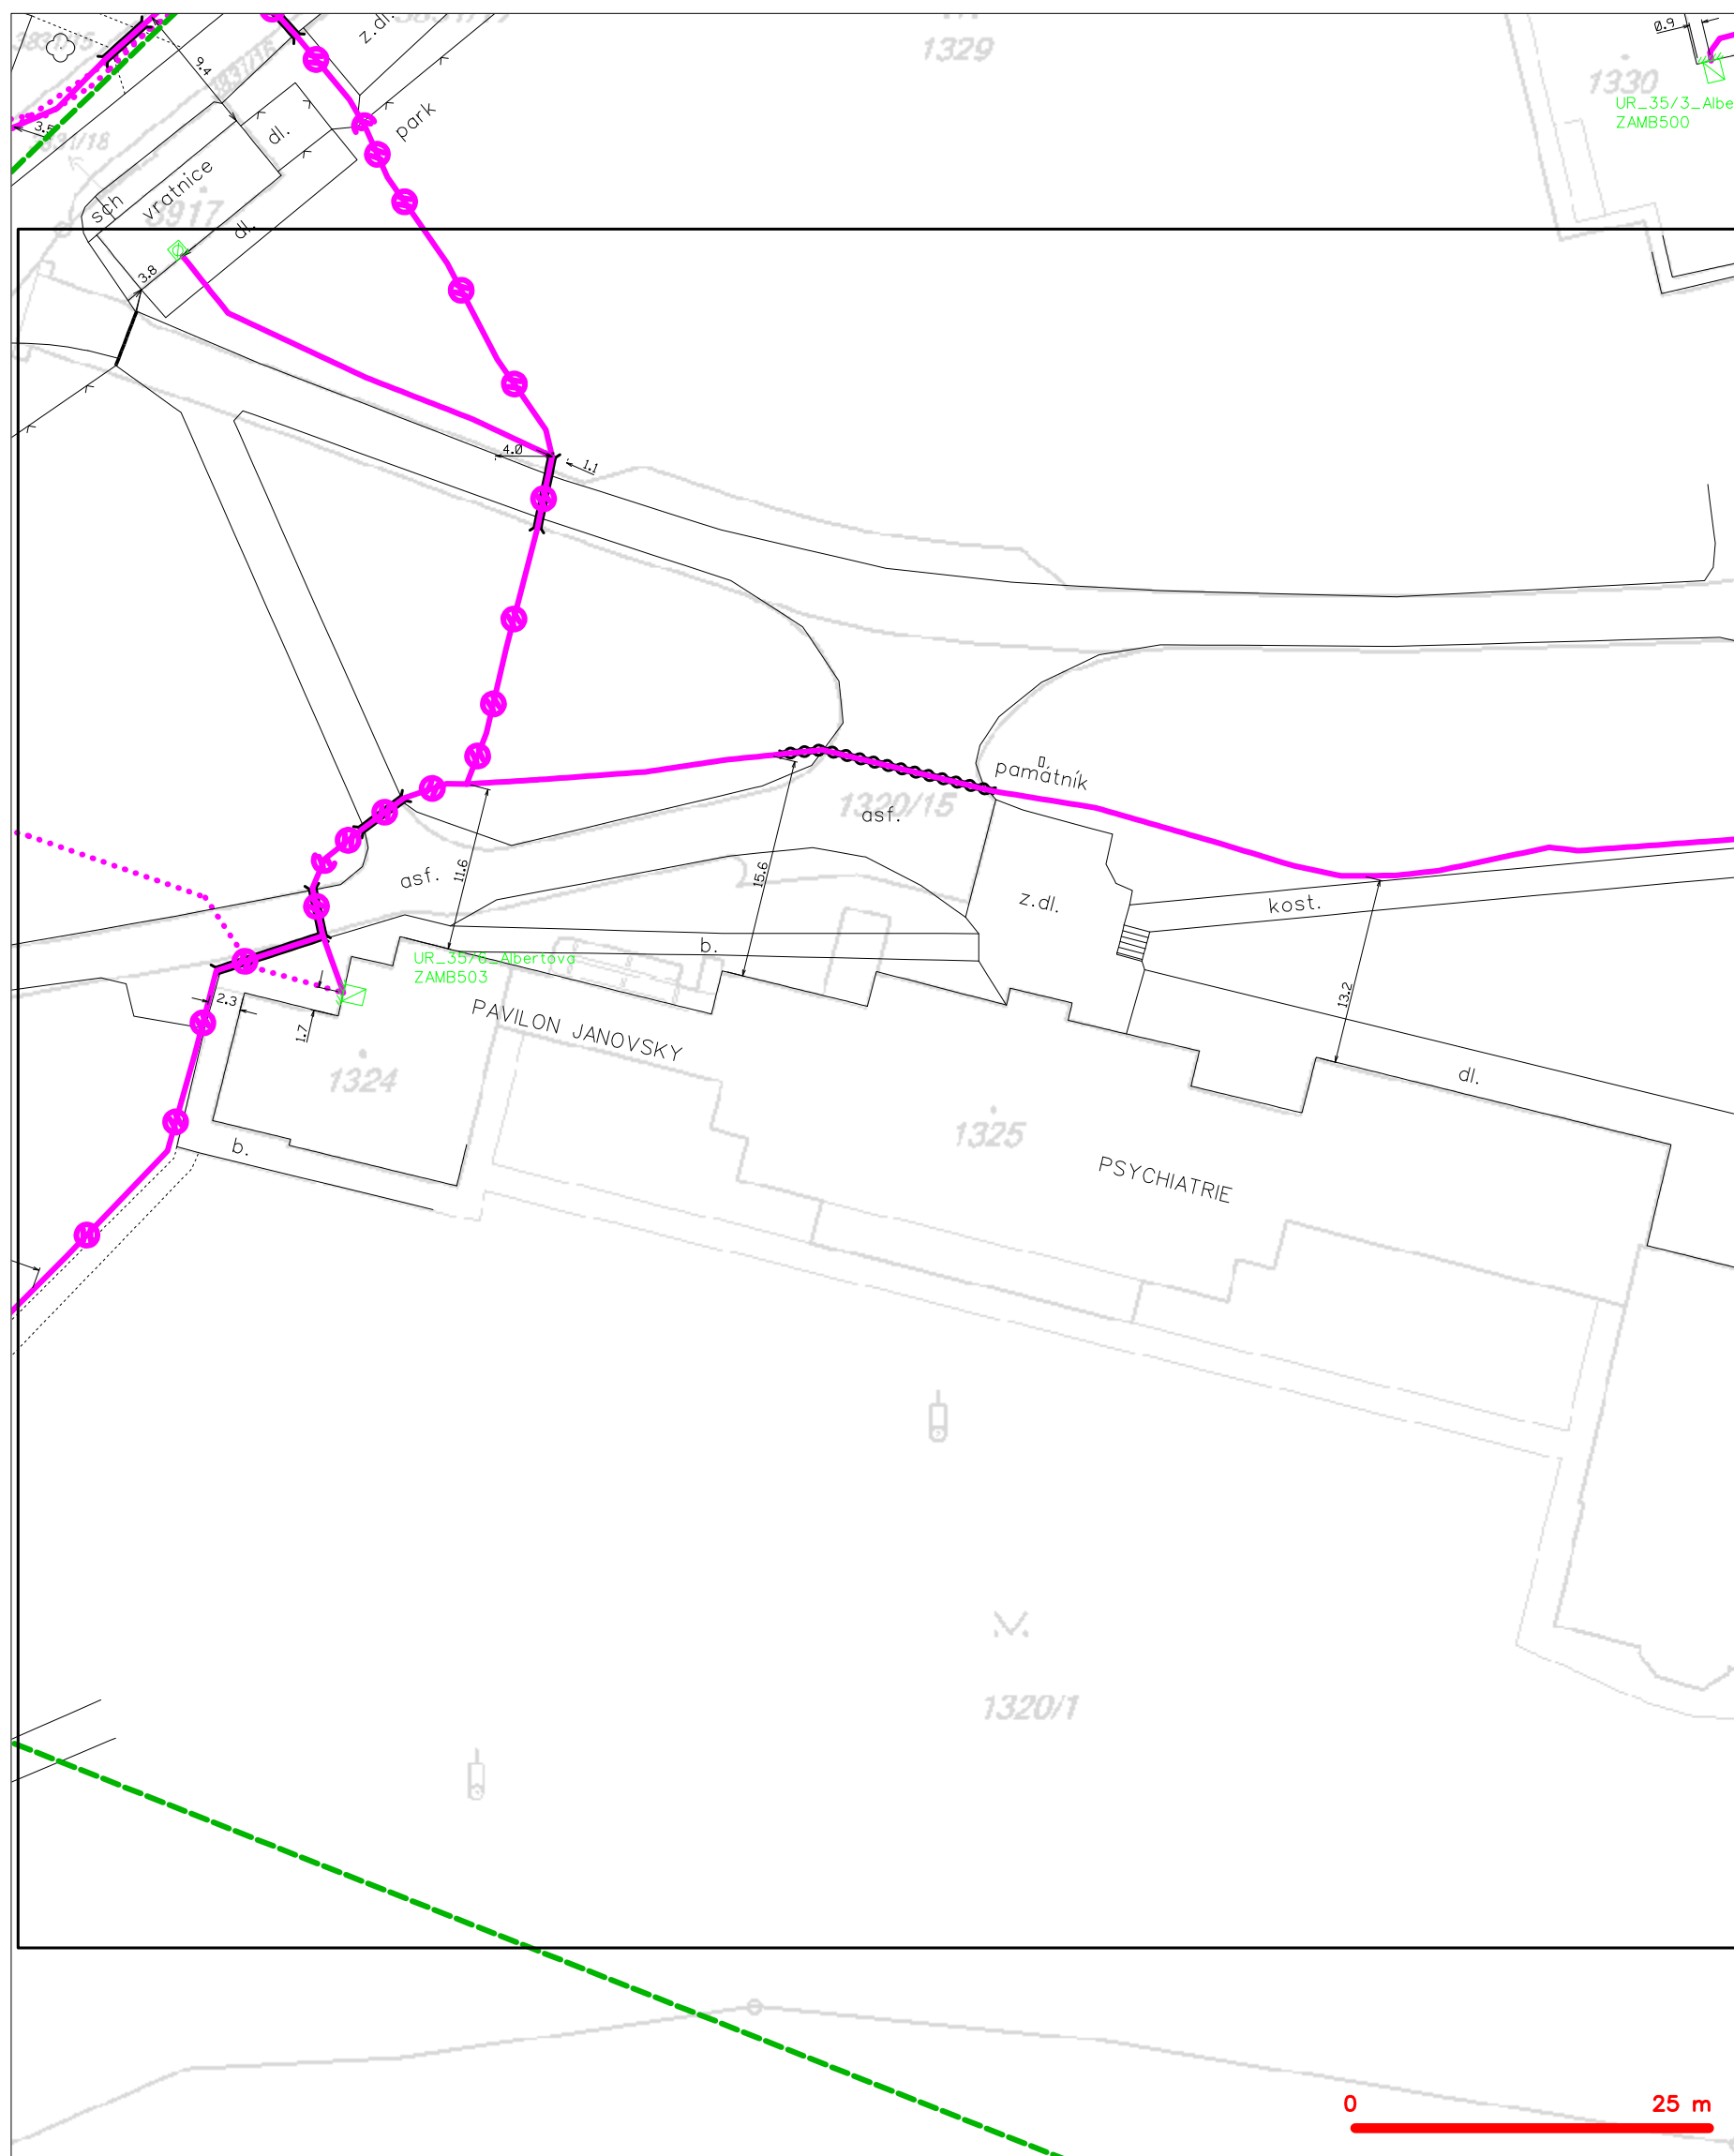 z.dl.
1329
0.9
1330
UR_35/3_Albe
ZAMB500
9.4
3831/16
3.5
park
dl.
vratnice
sch
3917
dl.
3.8
4.0
1.1
památník
1320/15
asf.
asf.
11.6
15.6
z.dl.
kost.
b.
UR_35/6_Albertova
ZAMB503
2.3
1.7
13.2
PAVILON JANOVSKY
1324
dl.
1325
b.
PSYCHIATRIE
1320/1
0 25 m